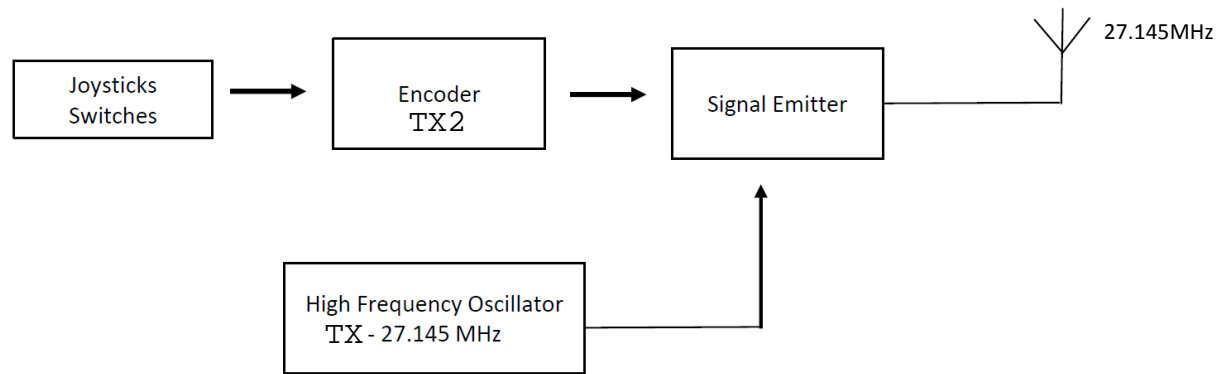 Joysticks
Switches
Encoder
TX2
Signal Emitter
27.145MHz
High Frequency Oscillator
TX - 27.145 MHz